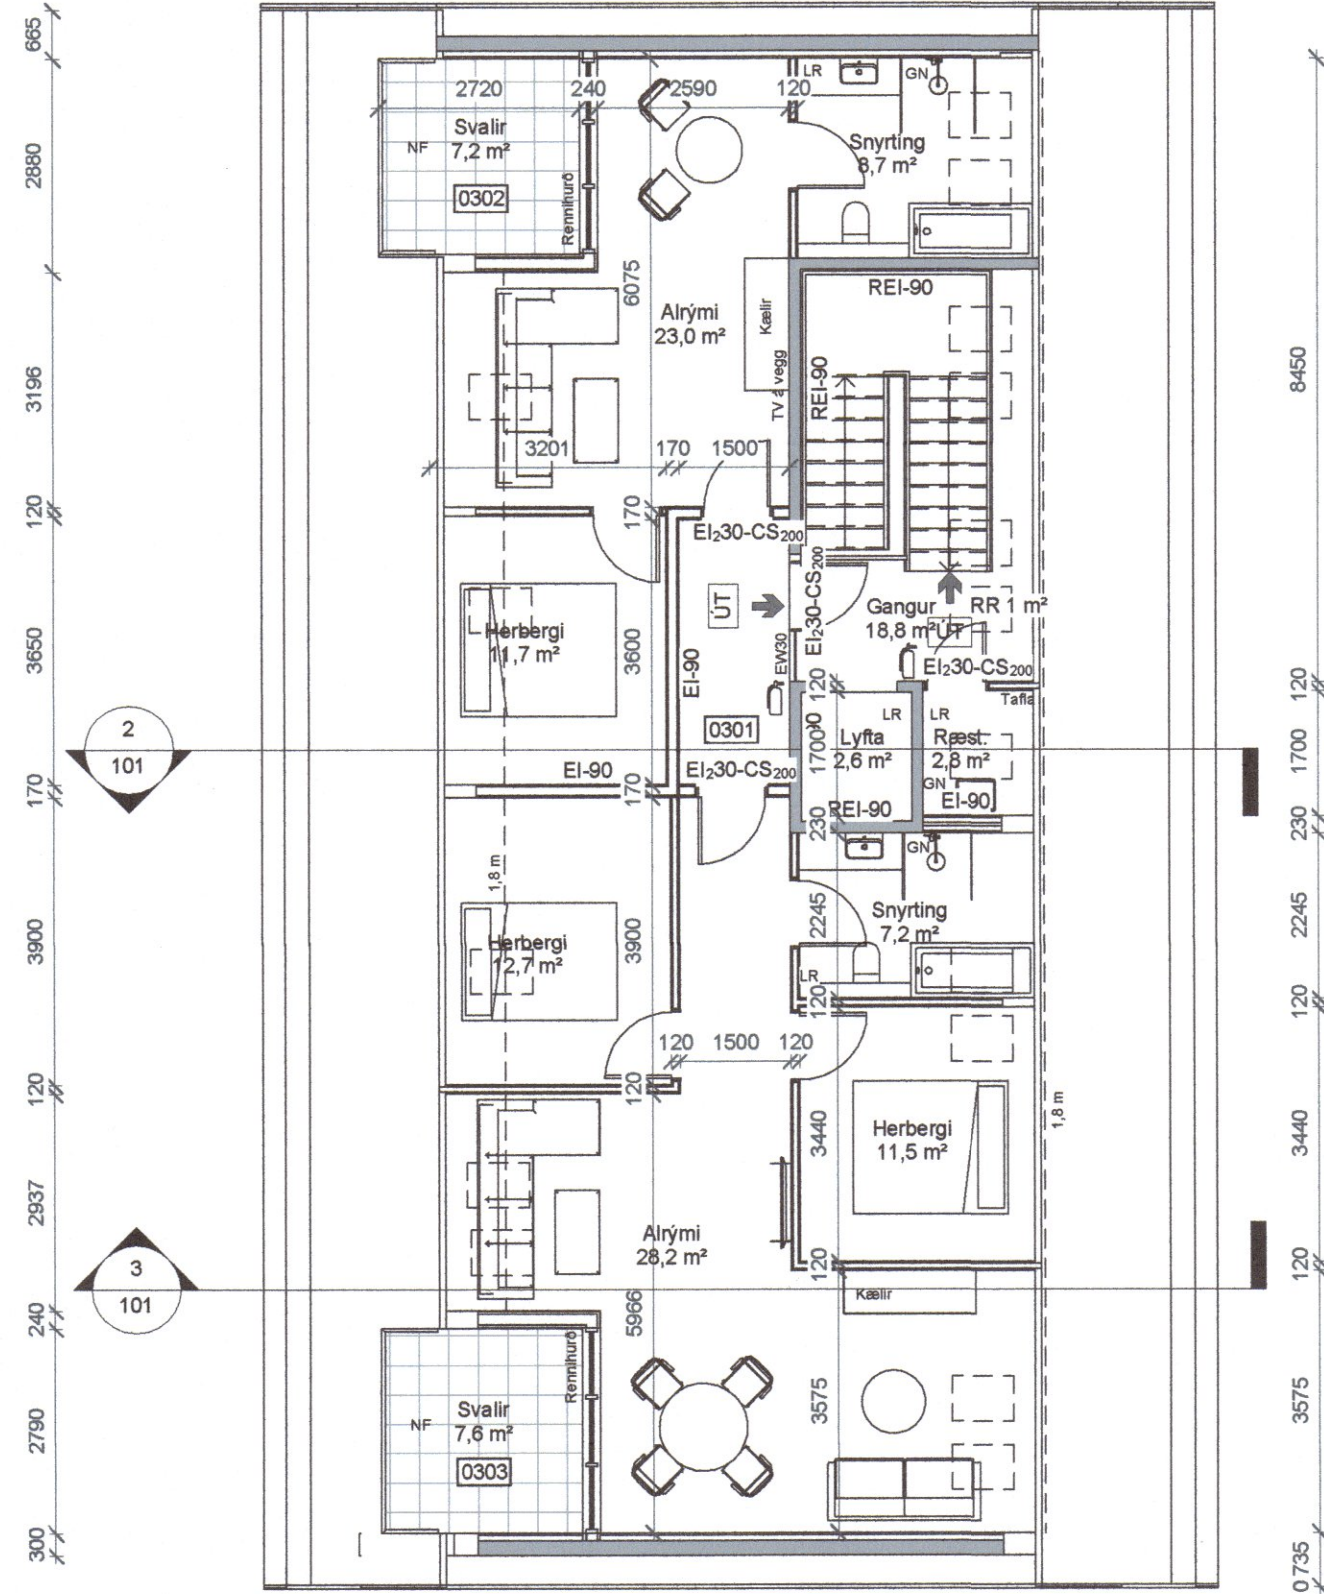 665
2880
3196
120
3650
170
3900
120
2937
240
2790
300
2720
240
2590
120
Svalir
7,2 m²
NF
0302
Rennihurð
LR
GN
Snyrting
8,7 m²
6075
Alrými
23,0 m²
Kælir
TV á vegg
REI-90
REI-90
3201
170
1500
170
EI₂30-CS₂₀₀
EI₂30-CS₂₀₀
ÚT
Gangur
18,8 m²
RR 1 m²
ÚT
EI₂30-CS₂₀₀
Herbergi
11,7 m²
3600
EI-90
EW30
0301
120
Tafla
LR
LR
1700
Lyfta
2,6 m²
Ræst.
2,8 m²
GN
EI-90
EI-90
170
EI₂30-CS₂₀₀
REI-90
230
2
101
1,8 m
Herbergi
12,7 m²
3900
GN
Snyrting
7,2 m²
2245
LR
120
120
1500
120
120
3440
Herbergi
11,5 m²
1,8 m
Alrými
28,2 m²
120
Kælir
3
101
5966
Rennihurð
Svalir
7,6 m²
NF
0303
3575
8450
120
1700
230
2245
120
3440
120
3575
735